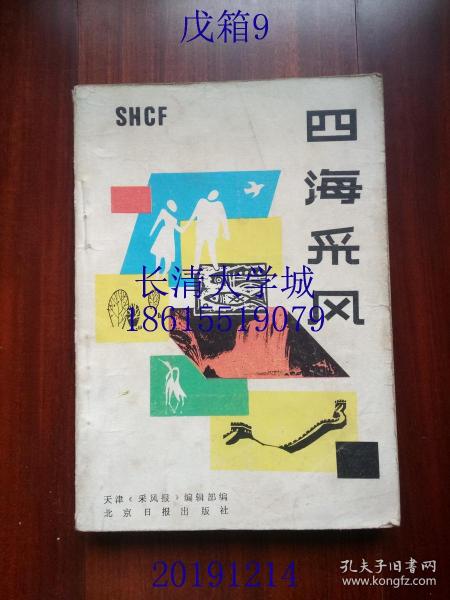 戊箱9
SHCF
四海采风
长清大学城
18615519079
天津《采风报》编辑部编
北京日报出版社
20191214
孔夫子旧书网
www.kongfz.com